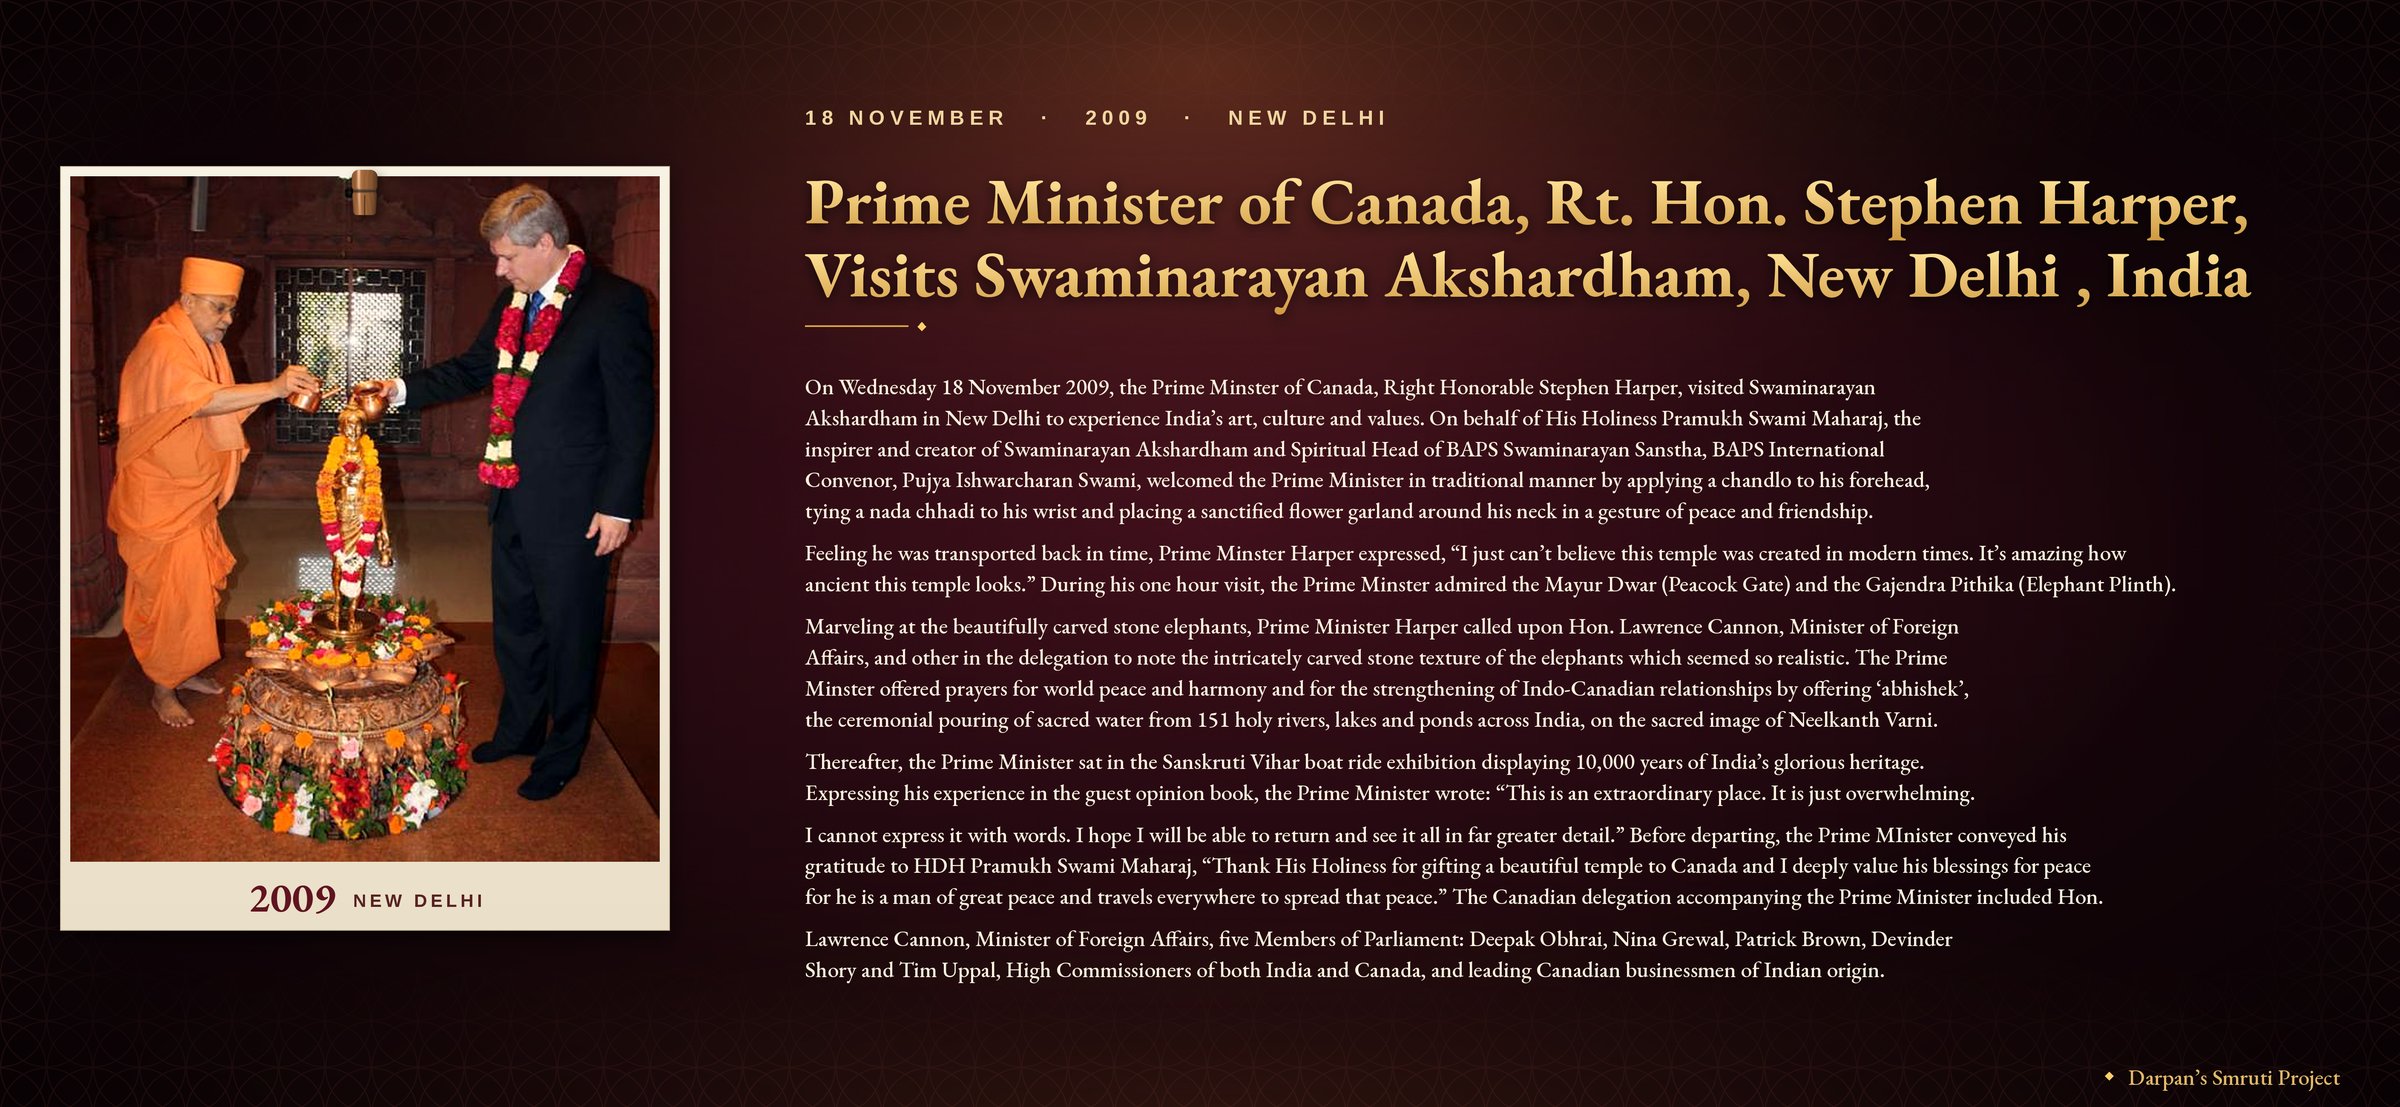 18 NOVEMBER · 2009 · NEW DELHI
Prime Minister of Canada, Rt. Hon. Stephen Harper,
Visits Swaminarayan Akshardham, New Delhi , India
On Wednesday 18 November 2009, the Prime Minster of Canada, Right Honorable Stephen Harper, visited Swaminarayan
Akshardham in New Delhi to experience India’s art, culture and values. On behalf of His Holiness Pramukh Swami Maharaj, the
inspirer and creator of Swaminarayan Akshardham and Spiritual Head of BAPS Swaminarayan Sanstha, BAPS International
Convenor, Pujya Ishwarcharan Swami, welcomed the Prime Minister in traditional manner by applying a chandlo to his forehead,
tying a nada chhadi to his wrist and placing a sanctified flower garland around his neck in a gesture of peace and friendship.
Feeling he was transported back in time, Prime Minster Harper expressed, “I just can’t believe this temple was created in modern times. It’s amazing how
ancient this temple looks.” During his one hour visit, the Prime Minster admired the Mayur Dwar (Peacock Gate) and the Gajendra Pithika (Elephant Plinth).
Marveling at the beautifully carved stone elephants, Prime Minister Harper called upon Hon. Lawrence Cannon, Minister of Foreign
Affairs, and other in the delegation to note the intricately carved stone texture of the elephants which seemed so realistic. The Prime
Minster offered prayers for world peace and harmony and for the strengthening of Indo-Canadian relationships by offering ‘abhishek’,
the ceremonial pouring of sacred water from 151 holy rivers, lakes and ponds across India, on the sacred image of Neelkanth Varni.
Thereafter, the Prime Minister sat in the Sanskruti Vihar boat ride exhibition displaying 10,000 years of India’s glorious heritage.
Expressing his experience in the guest opinion book, the Prime Minister wrote: “This is an extraordinary place. It is just overwhelming.
I cannot express it with words. I hope I will be able to return and see it all in far greater detail.” Before departing, the Prime MInister conveyed his
gratitude to HDH Pramukh Swami Maharaj, “Thank His Holiness for gifting a beautiful temple to Canada and I deeply value his blessings for peace
for he is a man of great peace and travels everywhere to spread that peace.” The Canadian delegation accompanying the Prime Minister included Hon.
Lawrence Cannon, Minister of Foreign Affairs, five Members of Parliament: Deepak Obhrai, Nina Grewal, Patrick Brown, Devinder
Shory and Tim Uppal, High Commissioners of both India and Canada, and leading Canadian businessmen of Indian origin.
2009 NEW DELHI
Darpan’s Smruti Project